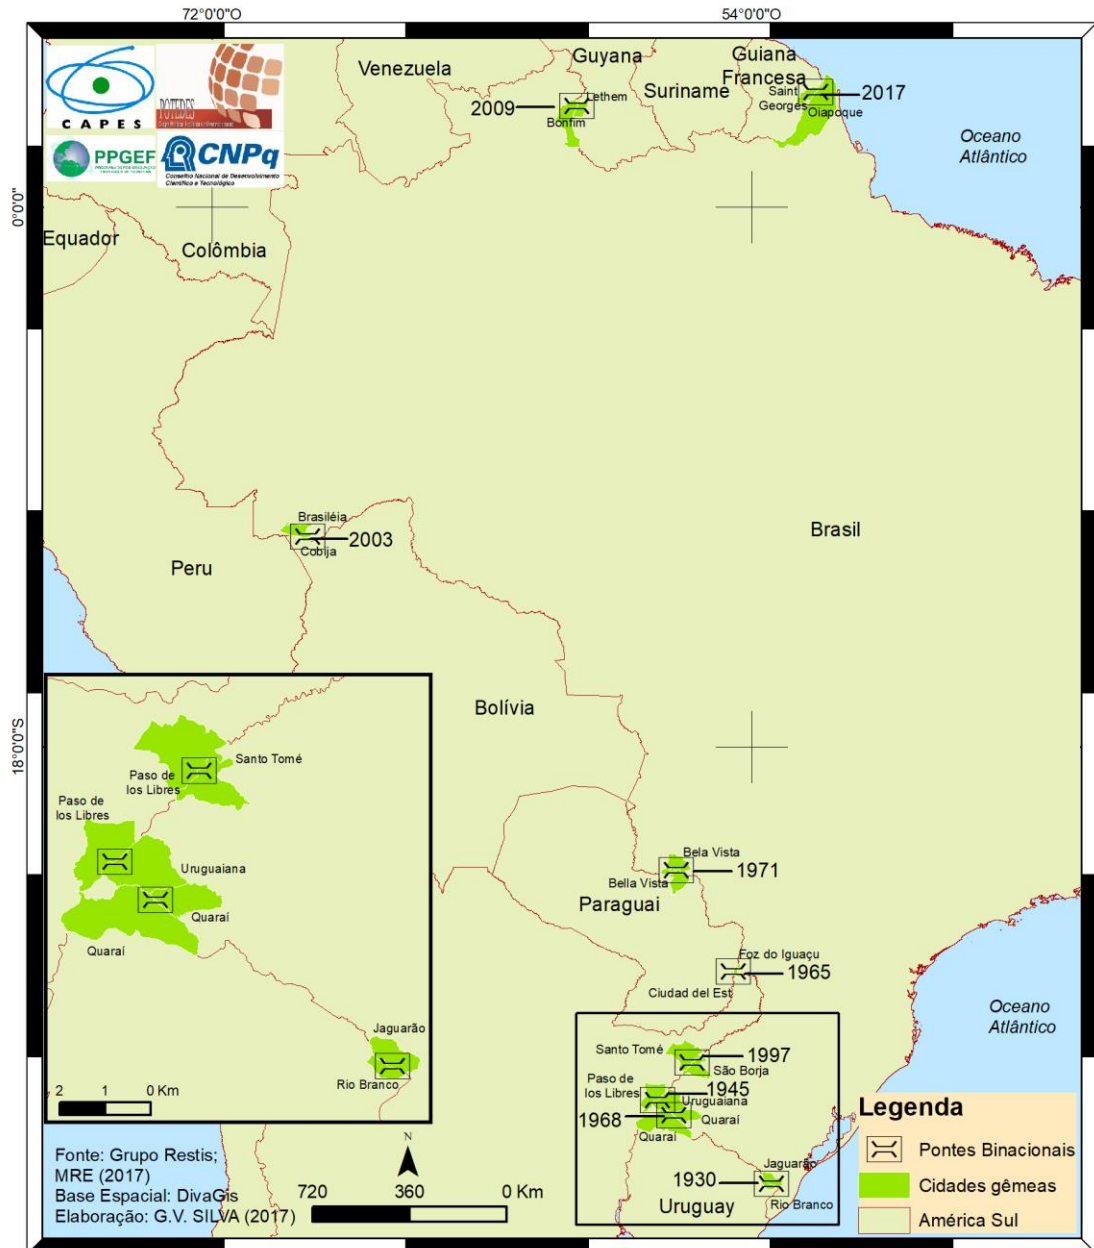 72°0'0"O
54°0'0"O
CAPES
PPGEF
CNPq
Conselho Nacional de Desenvolvimento
Científico e Tecnológico
Venezuela
Guyana
Suriname
Guiana
Francesa
2009
Lethem
Bonfim
Saint
Georges
Oiapoque
2017
Oceano
Atlântico
0°0'0"
Equador
Colômbia
Brasiléia
2003
Cobija
Peru
Brasil
Bolívia
18°0'0"S
Santo Tomé
Paso de
los Libres
Paso de
los Libres
Uruguaiana
Quaraí
Quaraí
Jaguarão
Rio Branco
2 1 0 Km
Bela Vista
1971
Bella Vista
Paraguai
Foz do Iguaçu
1965
Ciudad del Est
Oceano
Atlântico
Santo Tomé
1997
São Borja
Paso de
los Libres
1945
Uruguaiana
1968
Quaraí
Quaraí
Jaguarão
1930
Rio Branco
Uruguay
Fonte: Grupo Restis;
MRE (2017)
Base Espacial: DivaGis
Elaboração: G.V. SILVA (2017)
N
720 360 0 Km
Legenda
Pontes Binacionais
Cidades gêmeas
América Sul